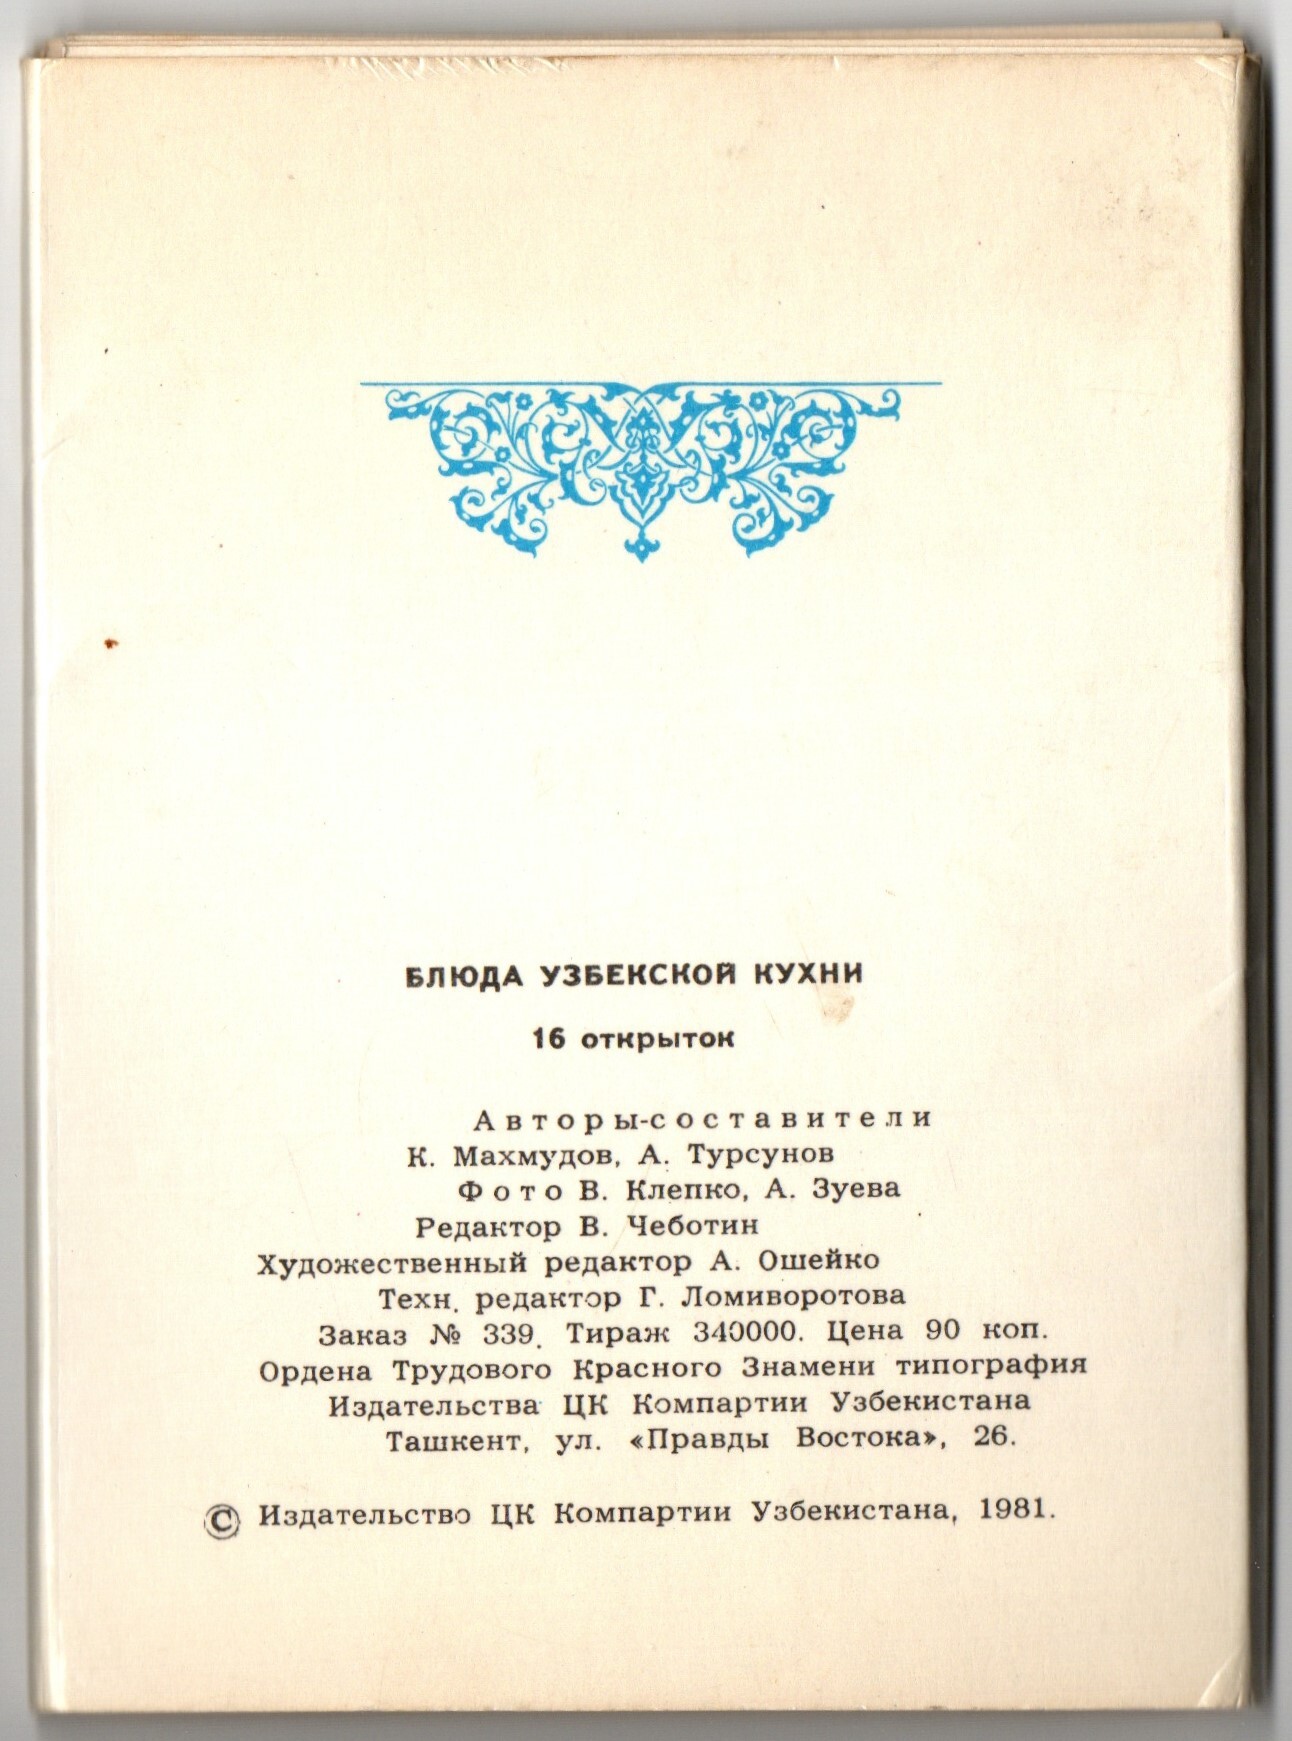 БЛЮДА УЗБЕКСКОЙ КУХНИ
16 открыток
Авторы-составители
К. Махмудов, А. Турсунов
Фото В. Клепко, А. Зуева
Редактор В. Чеботин
Художественный редактор А. Ошейко
Техн. редактор Г. Ломиворотова
Заказ № 339. Тираж 340000. Цена 90 коп.
Ордена Трудового Красного Знамени типография
Издательства ЦК Компартии Узбекистана
Ташкент, ул. «Правды Востока», 26.
© Издательство ЦК Компартии Узбекистана, 1981.